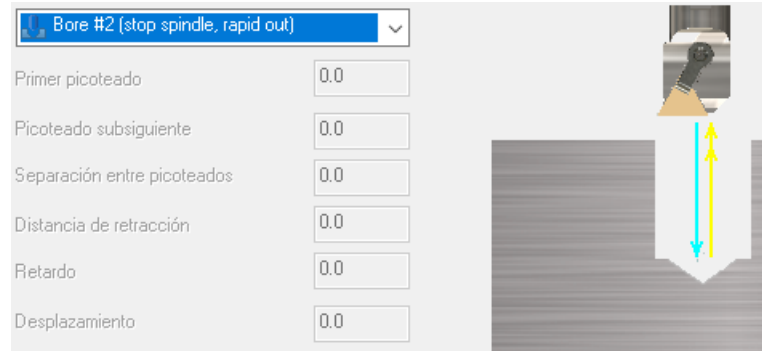 Bore #2 (stop spindle, rapid out)
Primer picoteado 0.0
Picoteado subsiguiente 0.0
Separación entre picoteados 0.0
Distancia de retracción 0.0
Retardo 0.0
Desplazamiento 0.0